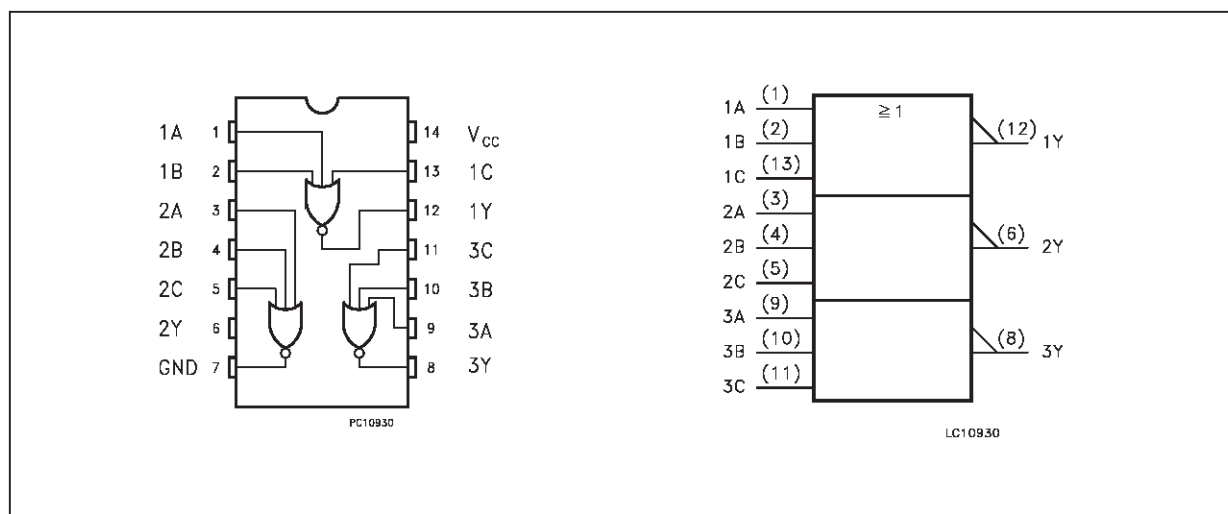 1A 1 14 V_CC
1B 2 13 1C
2A 3 12 1Y
2B 4 11 3C
2C 5 10 3B
2Y 6 9 3A
GND 7 8 3Y
PC10930
≧ 1
1A (1)
1B (2)
1C (13)
2A (3)
2B (4)
2C (5)
3A (9)
3B (10)
3C (11)
(12) 1Y
(6) 2Y
(8) 3Y
LC10930